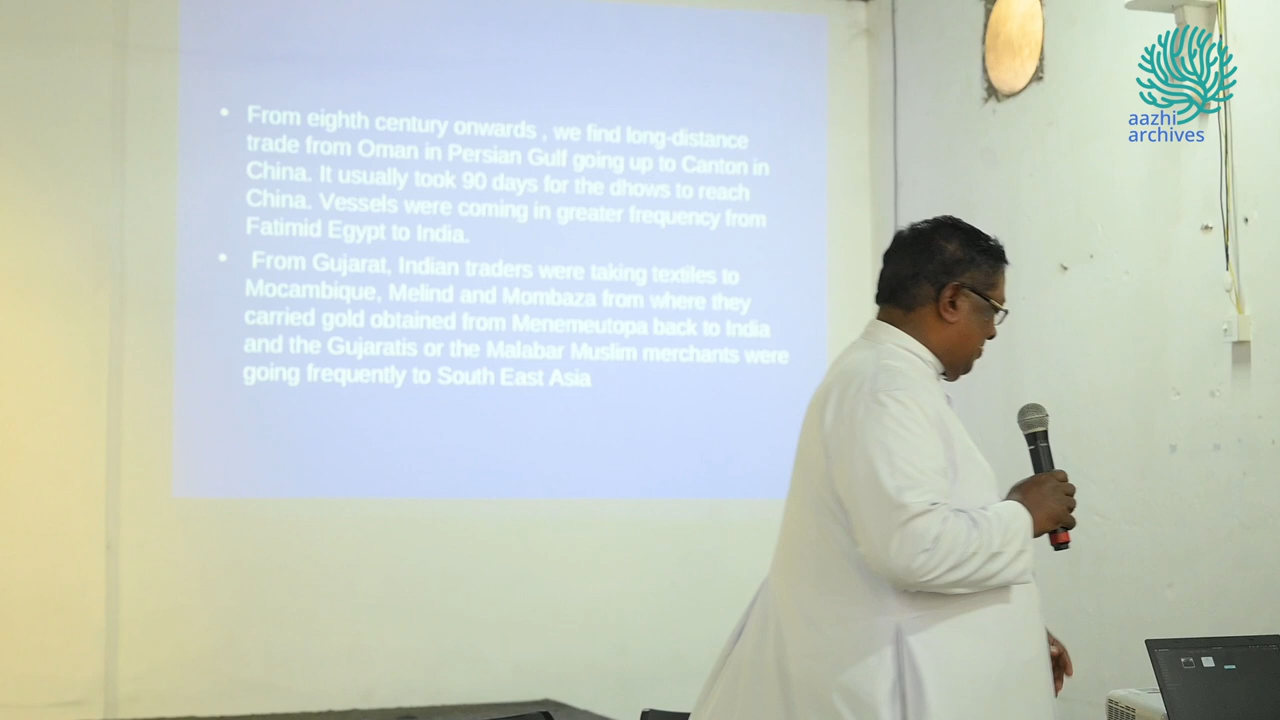 • From eighth century onwards , we find long-distance
trade from Oman in Persian Gulf going up to Canton in
China. It usually took 90 days for the dhows to reach
China. Vessels were coming in greater frequency from
Fatimid Egypt to India.
• From Gujarat, Indian traders were taking textiles to
Mocambique, Melind and Mombaza from where they
carried gold obtained from Menemeutopa back to India
and the Gujaratis or the Malabar Muslim merchants were
going frequently to South East Asia
aazhi
archives